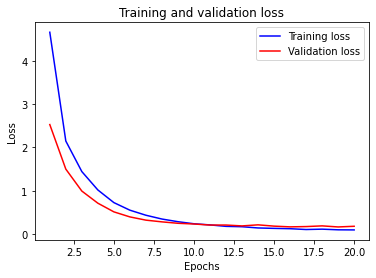 Training and validation loss
Training loss
Validation loss
Loss
4
3
2
1
0
2.5
5.0
7.5
10.0
12.5
15.0
17.5
20.0
Epochs